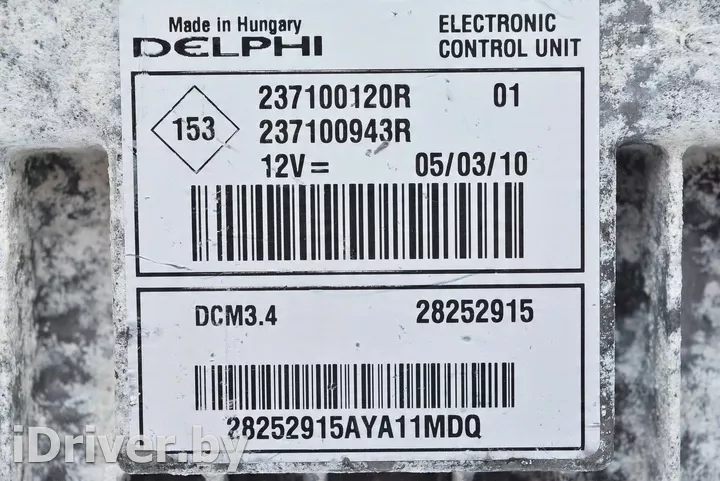 Made in Hungary
DELPHI
ELECTRONIC
CONTROL UNIT
153
237100120R 01
237100943R
12V= 05/03/10
DCM3.4 28252915
28252915AYA11MDQ
iDriver.by